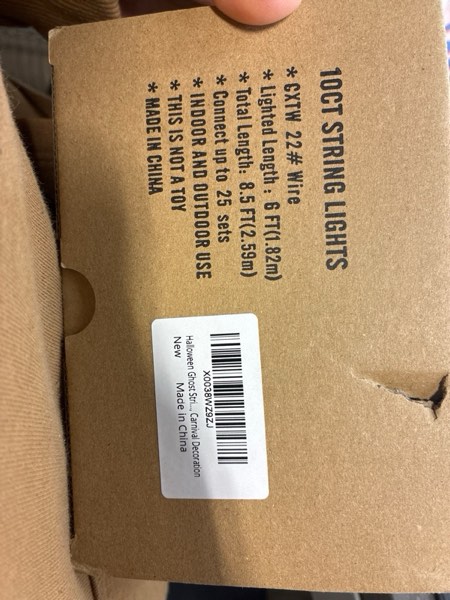 10CT STRING LIGHTS
* CXTW 22# Wire
* Lighted Length : 6 FT(1.82m)
* Total Length: 8.5 FT(2.59m)
* Connect up to 25 sets
* INDOOR AND OUTDOOR USE
* THIS IS NOT A TOY
* MADE IN CHINA
X0038WZ9ZJ
Halloween Ghost Stri..., Carnival Decoration
New Made in China